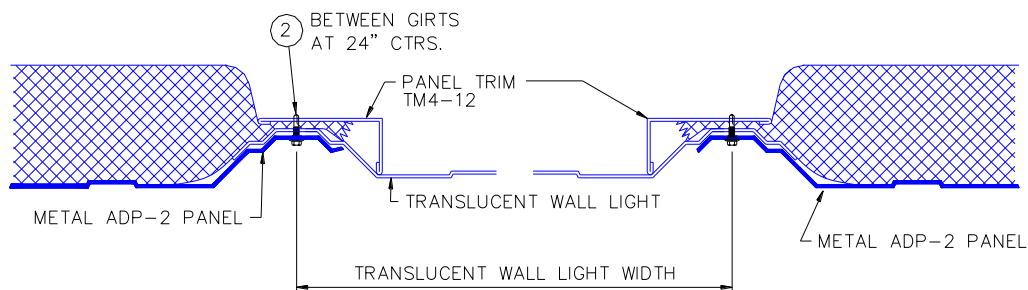 2
BETWEEN GIRTS
AT 24” CTRS.
PANEL TRIM
TM4-12
TRANSLUCENT WALL LIGHT
METAL ADP-2 PANEL
METAL ADP-2 PANEL
TRANSLUCENT WALL LIGHT WIDTH